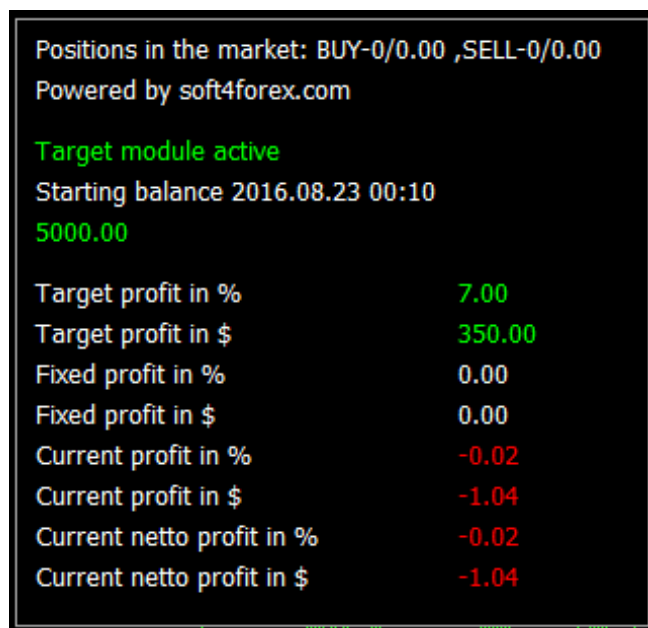 Positions in the market: BUY-0/0.00 ,SELL-0/0.00
Powered by soft4forex.com
Target module active
Starting balance 2016.08.23 00:10
5000.00
Target profit in % 7.00
Target profit in $ 350.00
Fixed profit in % 0.00
Fixed profit in $ 0.00
Current profit in % -0.02
Current profit in $ -1.04
Current netto profit in % -0.02
Current netto profit in $ -1.04